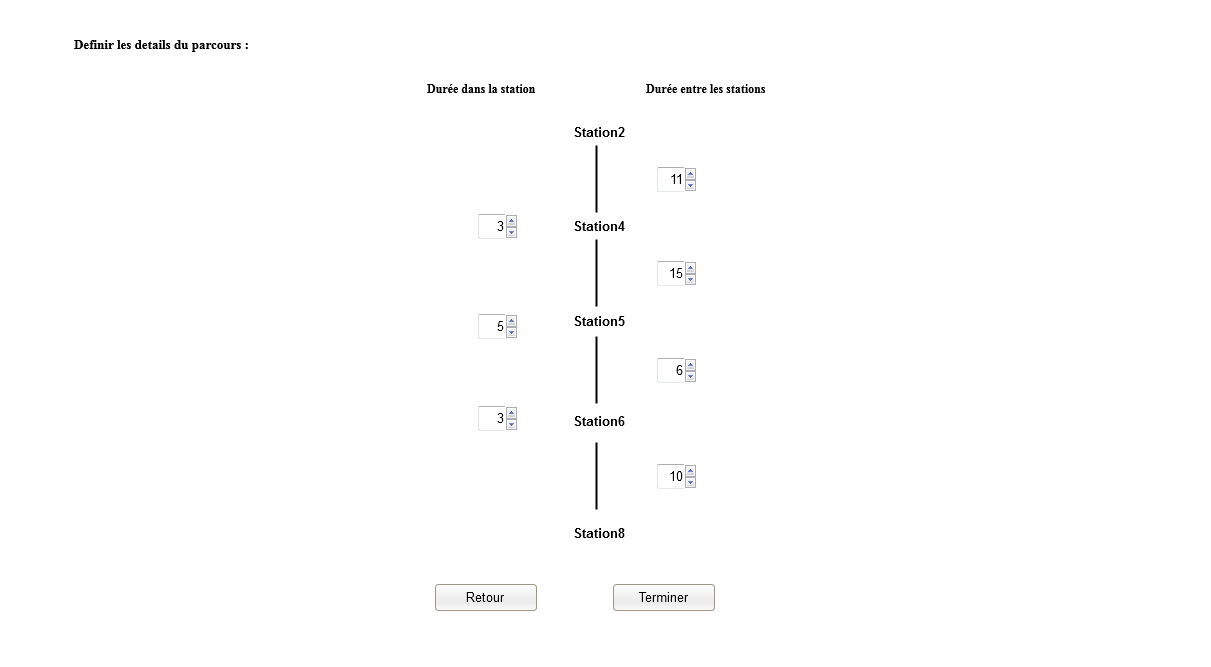 Definir les details du parcours :
Durée dans la station Durée entre les stations
Station2
11
3 Station4
15
Station5
5
6
3 Station6
10
Station8
Retour Terminer